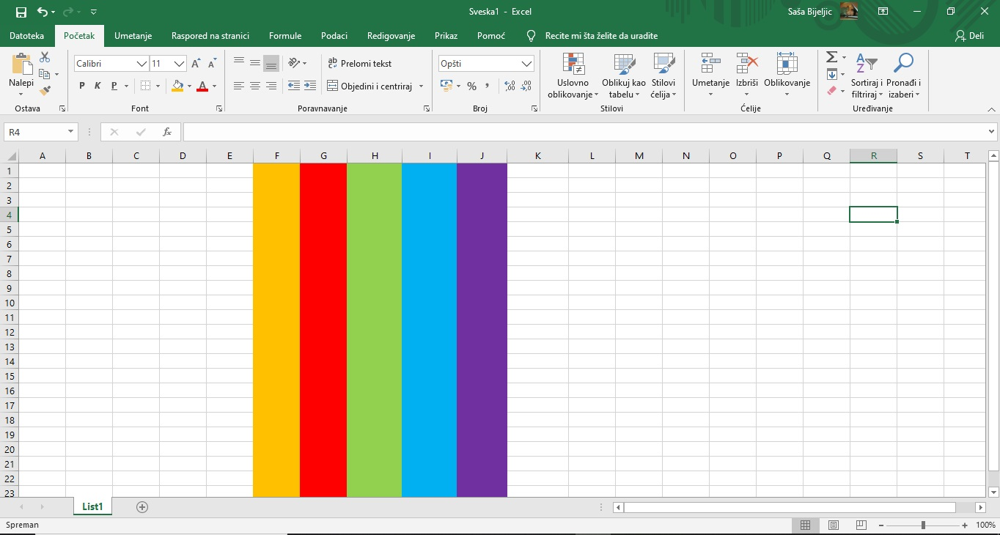 Sveska1 - Excel
Saša Bijeljic
Datoteka Početak Umetanje Raspored na stranici Formule Podaci Redigovanje Prikaz Pomoć Recite mi šta želite da uradite Deli
Nalepi
Ostava
Calibri 11
P K P
Font
Prelomi tekst
Objedini i centriraj
Poravnavanje
Opšti
%
Broj
Uslovno oblikovanje
Oblikuj kao tabelu
Stilovi ćelija
Stilovi
Umetanje
Izbriši
Oblikovanje
Ćelije
Sortiraj i filtriraj
Pronađi i izaberi
Uređivanje
R4
fx
A B C D E F G H I J K L M N O P Q R S T
1
2
3
4
5
6
7
8
9
10
11
12
13
14
15
16
17
18
19
20
21
22
23
List1
Spreman
100%